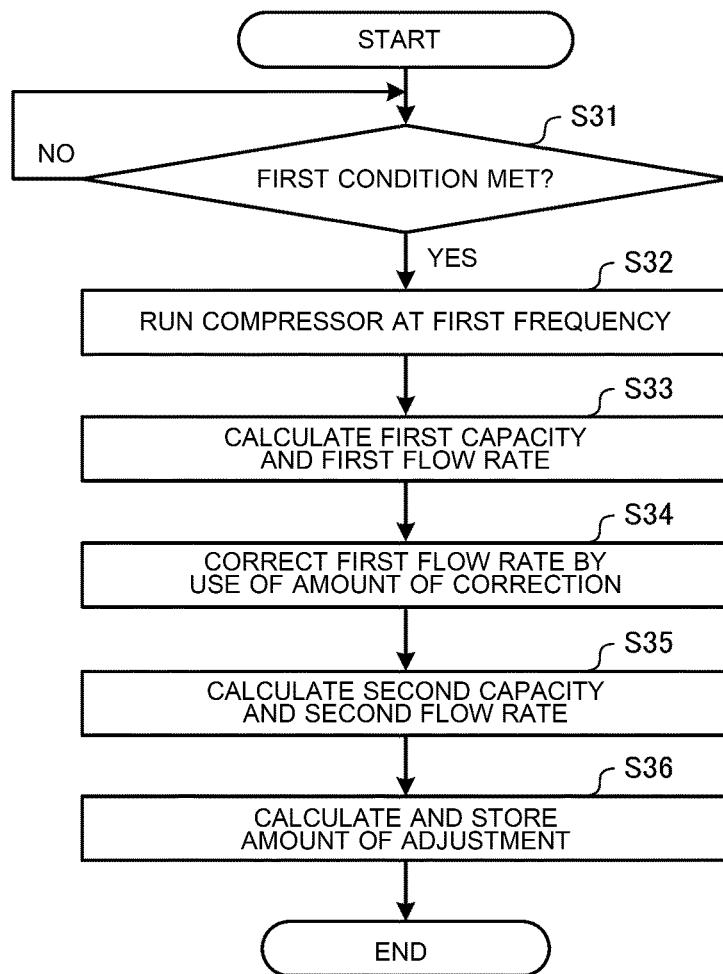 START
S31
NO
FIRST CONDITION MET?
YES
S32
RUN COMPRESSOR AT FIRST FREQUENCY
S33
CALCULATE FIRST CAPACITY
AND FIRST FLOW RATE
S34
CORRECT FIRST FLOW RATE BY
USE OF AMOUNT OF CORRECTION
S35
CALCULATE SECOND CAPACITY
AND SECOND FLOW RATE
S36
CALCULATE AND STORE
AMOUNT OF ADJUSTMENT
END